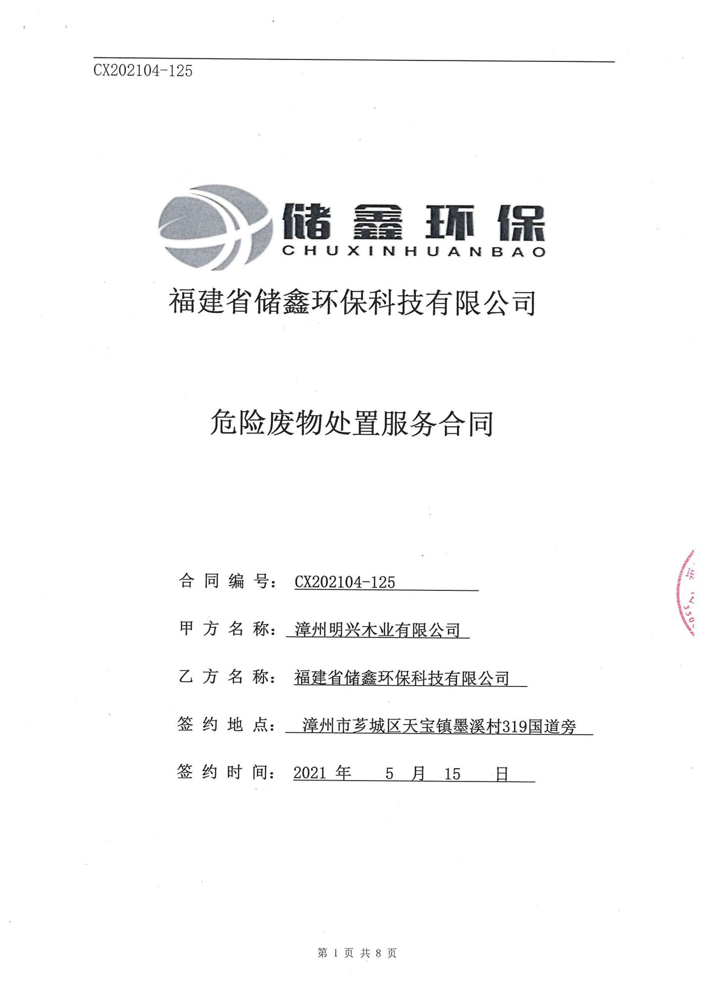 CX202104-125
储鑫环保
CHUXINHUANBAO
福建省储鑫环保科技有限公司
危险废物处置服务合同
合同编号： CX202104-125
甲方名称： 漳州明兴木业有限公司
乙方名称： 福建省储鑫环保科技有限公司
签约地点： 漳州市芗城区天宝镇墨溪村319国道旁
签约时间： 2021 年 5 月 15 日
第 1 页 共 8 页